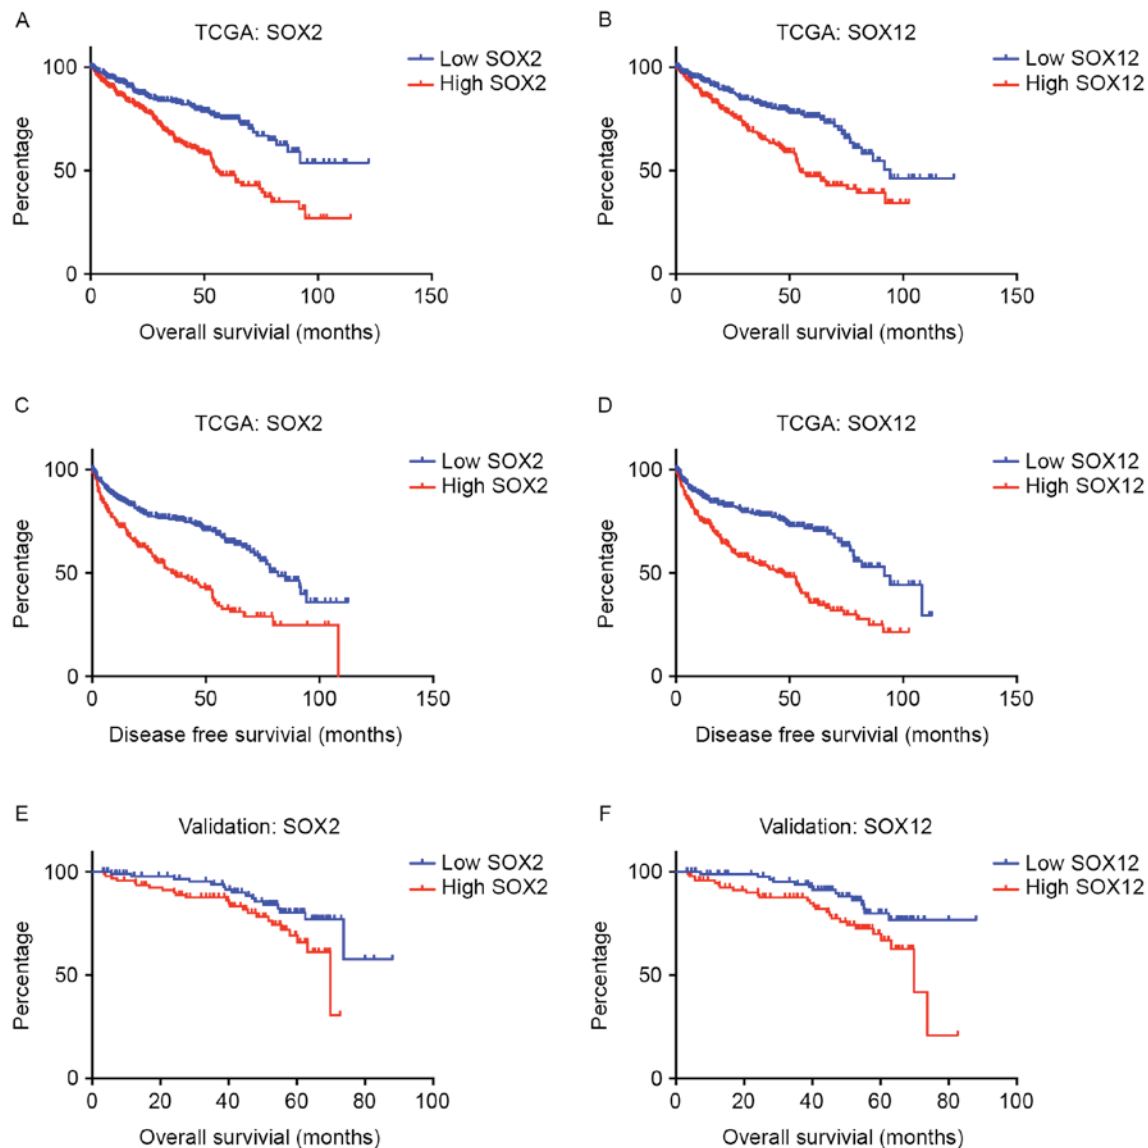 A
TCGA: SOX2
Low SOX2
High SOX2
100
50
0
Percentage
0 50 100 150
Overall survivial (months)
B
TCGA: SOX12
Low SOX12
High SOX12
100
50
0
Percentage
0 50 100 150
Overall survivial (months)
C
TCGA: SOX2
Low SOX2
High SOX2
100
50
0
Percentage
0 50 100 150
Disease free survivial (months)
D
TCGA: SOX12
Low SOX12
High SOX12
100
50
0
Percentage
0 50 100 150
Disease free survivial (months)
E
Validation: SOX2
Low SOX2
High SOX2
100
50
0
Percentage
0 20 40 60 80 100
Overall survivial (months)
F
Validation: SOX12
Low SOX12
High SOX12
100
50
0
Percentage
0 20 40 60 80 100
Overall survivial (months)